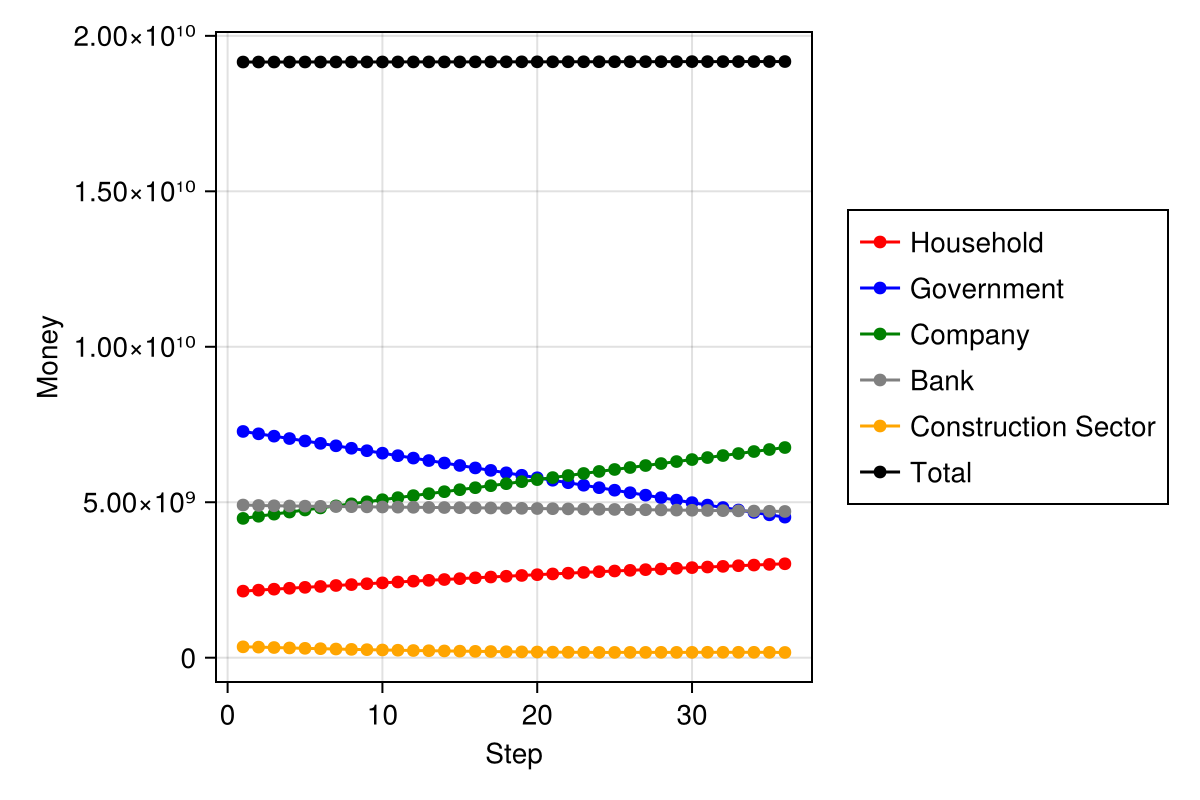 2.00×10¹⁰
1.50×10¹⁰
1.00×10¹⁰
5.00×10⁹
0
Money
0 10 20 30
Step
Household
Government
Company
Bank
Construction Sector
Total